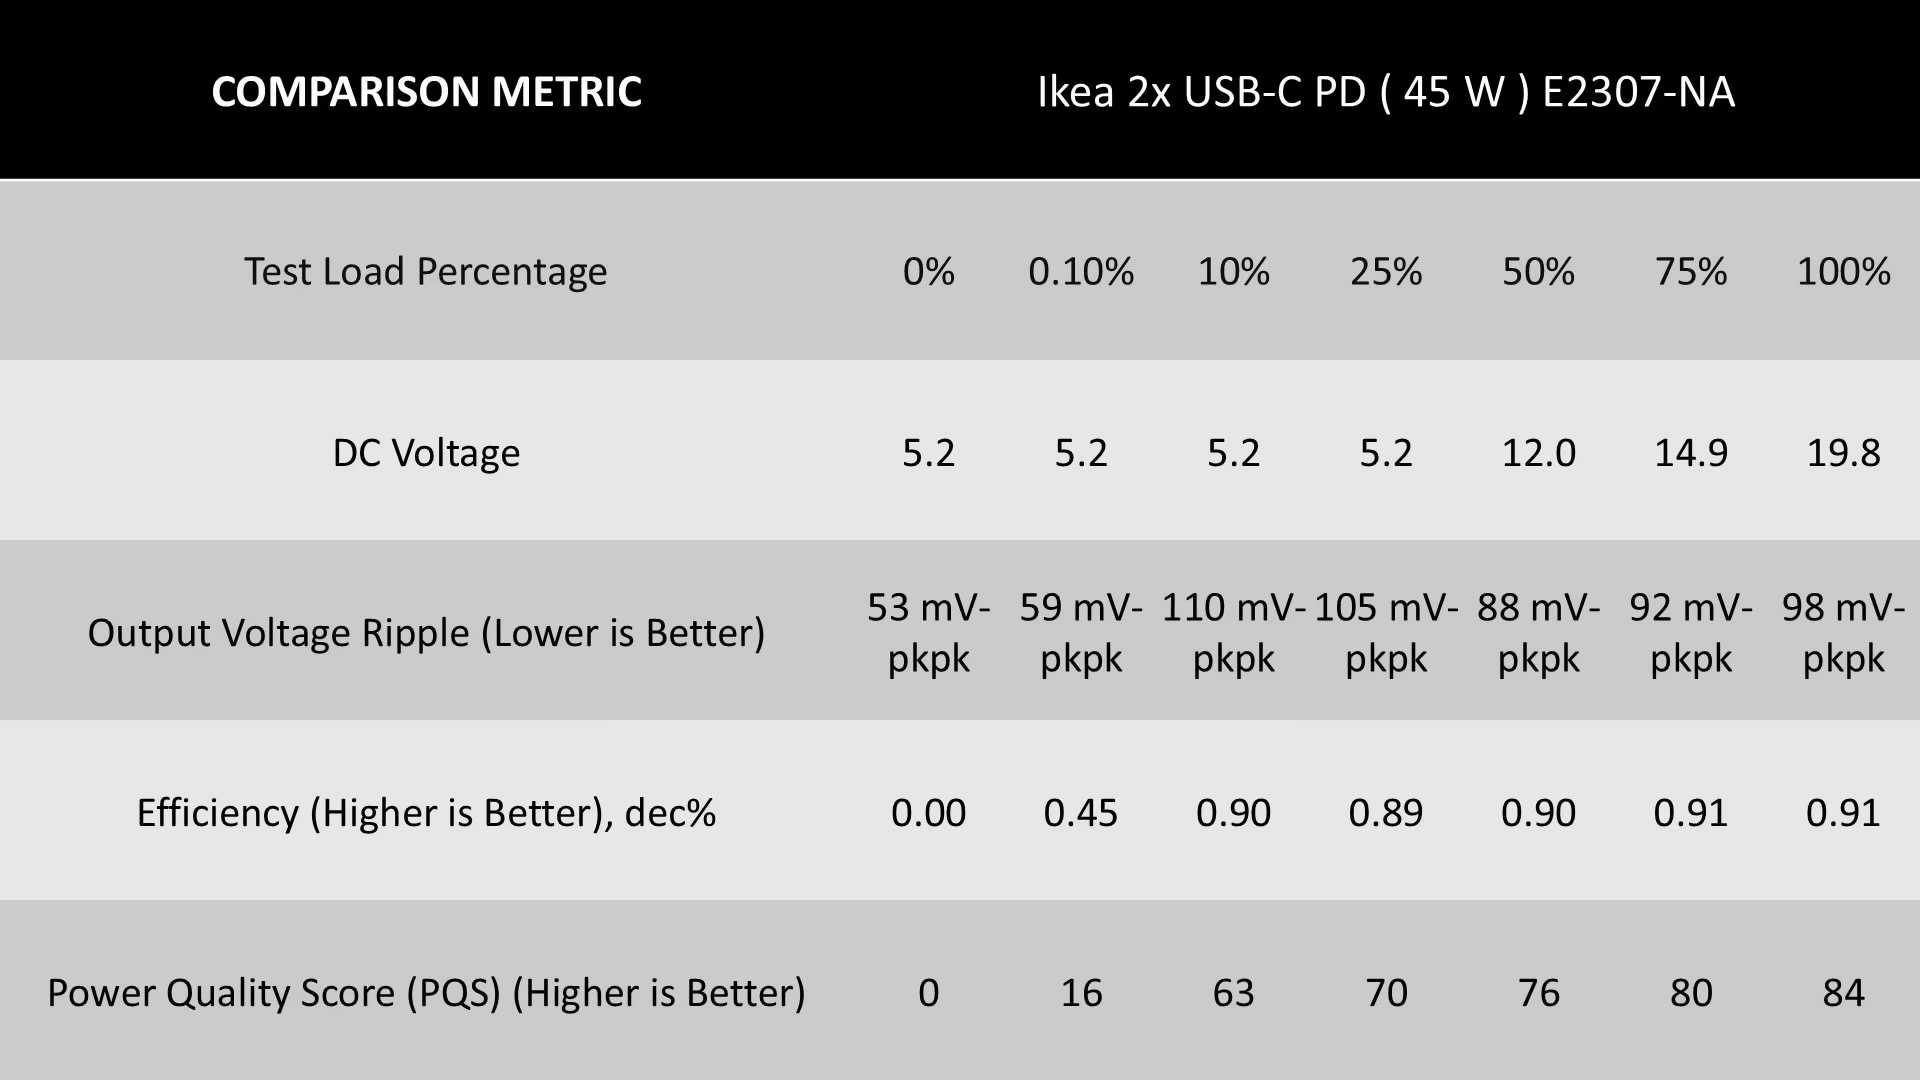 COMPARISON METRIC Ikea 2x USB-C PD ( 45 W ) E2307-NA
Test Load Percentage 0% 0.10% 10% 25% 50% 75% 100%
DC Voltage 5.2 5.2 5.2 5.2 12.0 14.9 19.8
Output Voltage Ripple (Lower is Better) 53 mV-pkpk 59 mV-pkpk 110 mV-pkpk 105 mV-pkpk 88 mV-pkpk 92 mV-pkpk 98 mV-pkpk
Efficiency (Higher is Better), dec% 0.00 0.45 0.90 0.89 0.90 0.91 0.91
Power Quality Score (PQS) (Higher is Better) 0 16 63 70 76 80 84